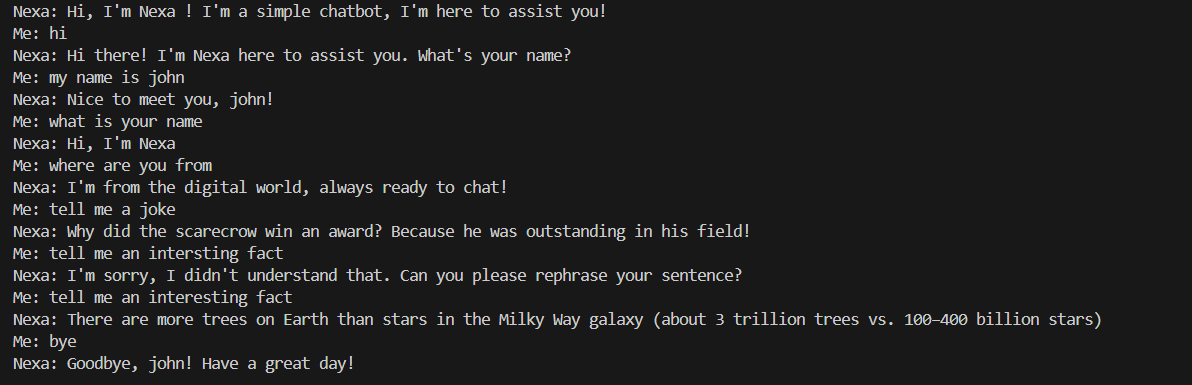 Nexa: Hi, I'm Nexa ! I'm a simple chatbot, I'm here to assist you!
Me: hi
Nexa: Hi there! I'm Nexa here to assist you. What's your name?
Me: my name is john
Nexa: Nice to meet you, john!
Me: what is your name
Nexa: Hi, I'm Nexa
Me: where are you from
Nexa: I'm from the digital world, always ready to chat!
Me: tell me a joke
Nexa: Why did the scarecrow win an award? Because he was outstanding in his field!
Me: tell me an intersting fact
Nexa: I'm sorry, I didn't understand that. Can you please rephrase your sentence?
Me: tell me an interesting fact
Nexa: There are more trees on Earth than stars in the Milky Way galaxy (about 3 trillion trees vs. 100–400 billion stars)
Me: bye
Nexa: Goodbye, john! Have a great day!